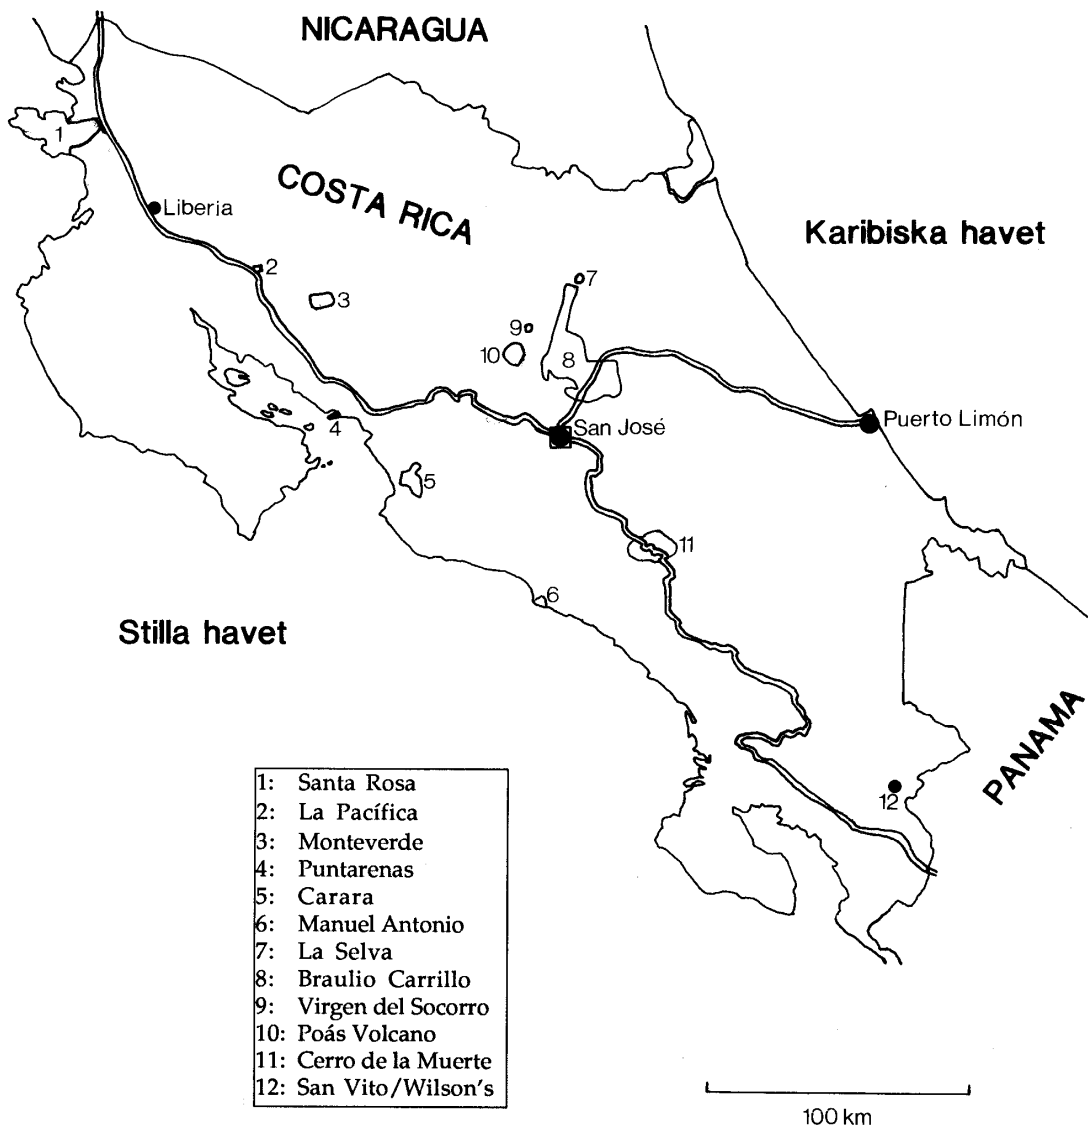 NICARAGUA
1
COSTA RICA
Liberia
Karibiska havet
2
7
3
9
10
8
4
San José
Puerto Limón
5
11
6
Stilla havet
PANAMA
12
1: Santa Rosa
2: La Pacífica
3: Monteverde
4: Puntarenas
5: Carara
6: Manuel Antonio
7: La Selva
8: Braulio Carrillo
9: Virgen del Socorro
10: Poás Volcano
11: Cerro de la Muerte
12: San Vito/Wilson's
100 km